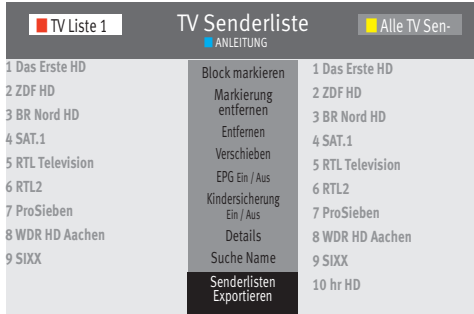 TV Liste 1
TV Senderliste
ANLEITUNG
Alle TV Sen-
1 Das Erste HD
2 ZDF HD
3 BR Nord HD
4 SAT.1
5 RTL Television
6 RTL2
7 ProSieben
8 WDR HD Aachen
9 SIXX
Block markieren
Markierung
entfernen
Entfernen
Verschieben
EPG Ein / Aus
Kindersicherung
Ein / Aus
Details
Suche Name
Senderlisten
Exportieren
1 Das Erste HD
2 ZDF HD
3 BR Nord HD
4 SAT.1
5 RTL Television
6 RTL2
7 ProSieben
8 WDR HD Aachen
9 SIXX
10 hr HD